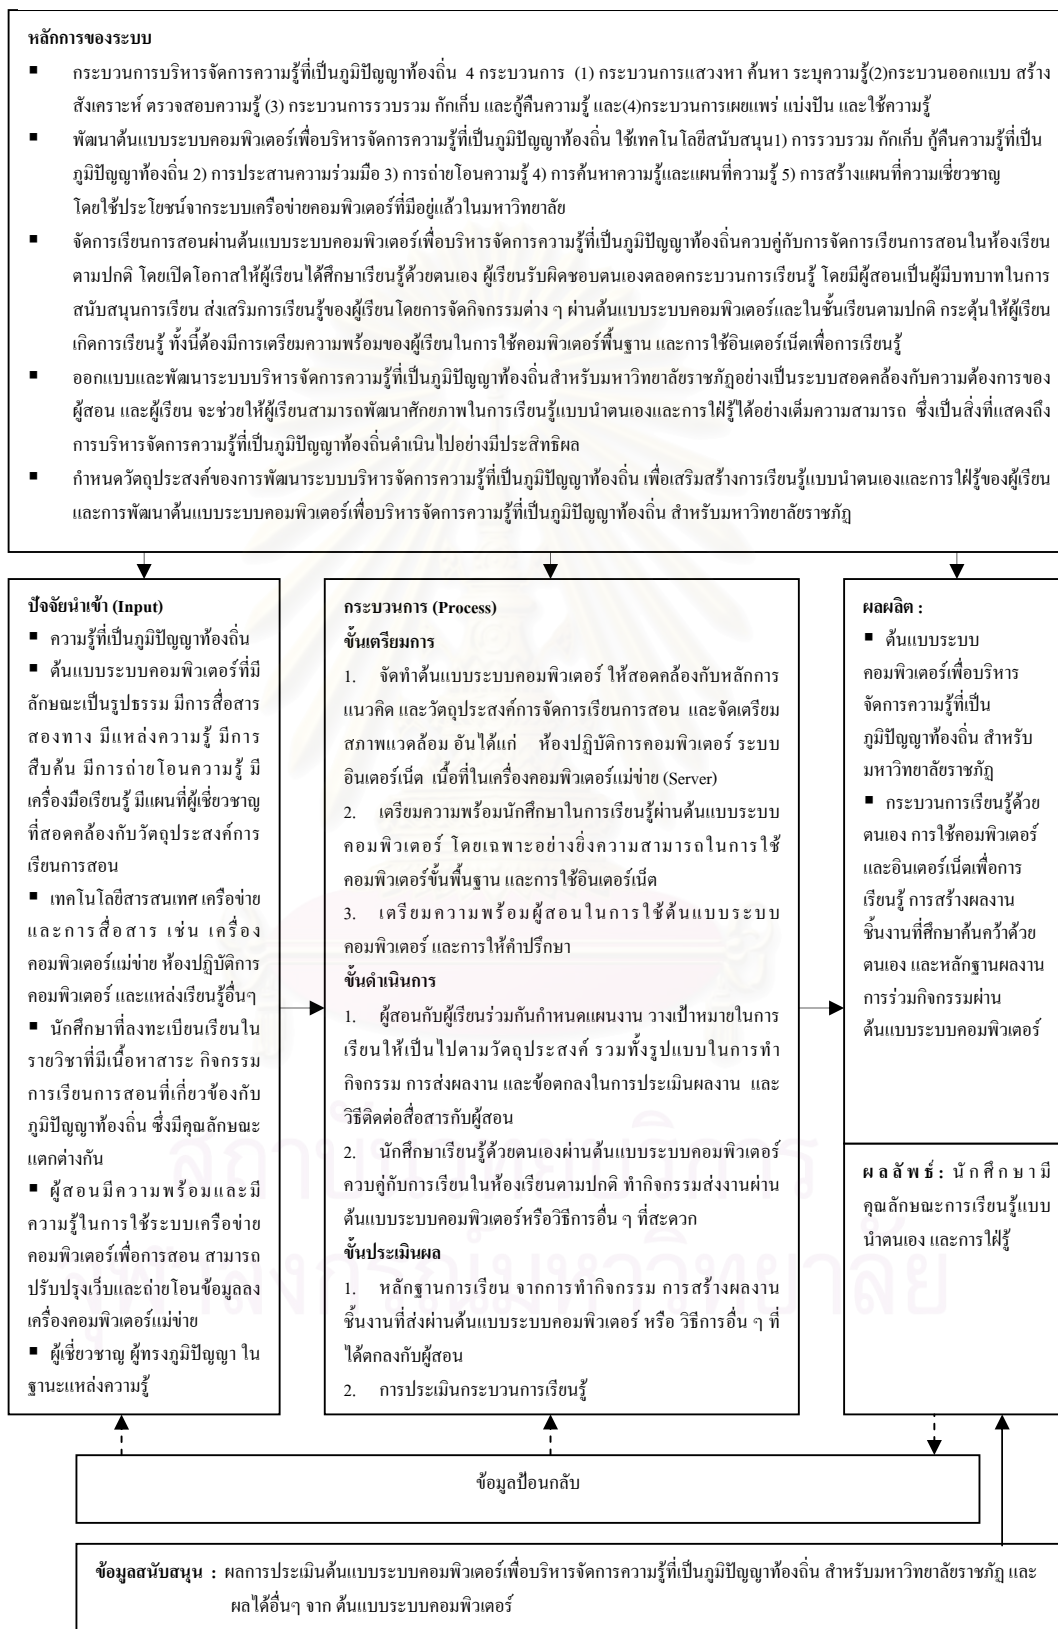 หลักการของระบบ
▪ กระบวนการบริหารจัดการความรู้ที่เป็นภูมิปัญญาท้องถิ่น 4 กระบวนการ (1) กระบวนการแสวงหา ค้นหา ระบุความรู้(2)กระบวนออกแบบ สร้าง
สังเคราะห์ ตรวจสอบความรู้ (3) กระบวนการรวบรวม กักเก็บ และกู้คืนความรู้ และ(4)กระบวนการเผยแพร่ แบ่งปัน และใช้ความรู้
▪ พัฒนาต้นแบบระบบคอมพิวเตอร์เพื่อบริหารจัดการความรู้ที่เป็นภูมิปัญญาท้องถิ่น ใช้เทคโนโลยีสนับสนุน1) การรวบรวม กักเก็บ กู้คืนความรู้ที่เป็น
ภูมิปัญญาท้องถิ่น 2) การประสานความร่วมมือ 3) การถ่ายโอนความรู้ 4) การค้นหาความรู้และแผนที่ความรู้ 5) การสร้างแผนที่ความเชี่ยวชาญ
โดยใช้ประโยชน์จากระบบเครือข่ายคอมพิวเตอร์ที่มีอยู่แล้วในมหาวิทยาลัย
▪ จัดการเรียนการสอนผ่านต้นแบบระบบคอมพิวเตอร์เพื่อบริหารจัดการความรู้ที่เป็นภูมิปัญญาท้องถิ่นควบคู่กับการจัดการเรียนการสอนในห้องเรียน
ตามปกติ โดยเปิดโอกาสให้ผู้เรียนได้ศึกษาเรียนรู้ด้วยตนเอง ผู้เรียนรับผิดชอบตนเองตลอดกระบวนการเรียนรู้ โดยมีผู้สอนเป็นผู้มีบทบาทในการ
สนับสนุนการเรียน ส่งเสริมการเรียนรู้ของผู้เรียนโดยการจัดกิจกรรมต่าง ๆ ผ่านต้นแบบระบบคอมพิวเตอร์และในชั้นเรียนตามปกติ กระตุ้นให้ผู้เรียน
เกิดการเรียนรู้ ทั้งนี้ต้องมีการเตรียมความพร้อมของผู้เรียนในการใช้คอมพิวเตอร์พื้นฐาน และการใช้อินเตอร์เน็ตเพื่อการเรียนรู้
▪ ออกแบบและพัฒนาระบบบริหารจัดการความรู้ที่เป็นภูมิปัญญาท้องถิ่นสำหรับมหาวิทยาลัยราชภัฏอย่างเป็นระบบสอดคล้องกับความต้องการของ
ผู้สอน และผู้เรียน จะช่วยให้ผู้เรียนสามารถพัฒนาศักยภาพในการเรียนรู้แบบนำตนเองและการใฝ่รู้ได้อย่างเต็มความสามารถ ซึ่งเป็นสิ่งที่แสดงถึง
การบริหารจัดการความรู้ที่เป็นภูมิปัญญาท้องถิ่นดำเนินไปอย่างมีประสิทธิผล
▪ กำหนดวัตถุประสงค์ของการพัฒนาระบบบริหารจัดการความรู้ที่เป็นภูมิปัญญาท้องถิ่น เพื่อเสริมสร้างการเรียนรู้แบบนำตนเองและการใฝ่รู้ของผู้เรียน
และการพัฒนาต้นแบบระบบคอมพิวเตอร์เพื่อบริหารจัดการความรู้ที่เป็นภูมิปัญญาท้องถิ่น สำหรับมหาวิทยาลัยราชภัฏ
ปัจจัยนำเข้า (Input)
▪ ความรู้ที่เป็นภูมิปัญญาท้องถิ่น
▪ ต้นแบบระบบคอมพิวเตอร์ที่มี
ลักษณะเป็นรูปธรรม มีการสื่อสาร
สองทาง มีแหล่งความรู้ มีการ
สืบค้น มีการถ่ายโอนความรู้ มี
เครื่องมือเรียนรู้ มีแผนที่ผู้เชี่ยวชาญ
ที่สอดคล้องกับวัตถุประสงค์การ
เรียนการสอน
▪ เทคโนโลยีสารสนเทศ เครือข่าย
และการสื่อสาร เช่น เครื่อง
คอมพิวเตอร์แม่ข่าย ห้องปฏิบัติการ
คอมพิวเตอร์ และแหล่งเรียนรู้อื่นๆ
▪ นักศึกษาที่ลงทะเบียนเรียนใน
รายวิชาที่มีเนื้อหาสาระ กิจกรรม
การเรียนการสอนที่เกี่ยวข้องกับ
ภูมิปัญญาท้องถิ่น ซึ่งมีคุณลักษณะ
แตกต่างกัน
▪ ผู้สอนมีความพร้อมและมี
ความรู้ในการใช้ระบบเครือข่าย
คอมพิวเตอร์เพื่อการสอน สามารถ
ปรับปรุงเว็บและถ่ายโอนข้อมูลลง
เครื่องคอมพิวเตอร์แม่ข่าย
▪ ผู้เชี่ยวชาญ ผู้ทรงภูมิปัญญา ใน
ฐานะแหล่งความรู้
กระบวนการ (Process)
ขั้นเตรียมการ
1. จัดทำต้นแบบระบบคอมพิวเตอร์ ให้สอดคล้องกับหลักการ
แนวคิด และวัตถุประสงค์การจัดการเรียนการสอน และจัดเตรียม
สภาพแวดล้อม อันได้แก่ ห้องปฏิบัติการคอมพิวเตอร์ ระบบ
อินเตอร์เน็ต เนื้อที่ในเครื่องคอมพิวเตอร์แม่ข่าย (Server)
2. เตรียมความพร้อมนักศึกษาในการเรียนรู้ผ่านต้นแบบระบบ
คอมพิวเตอร์ โดยเฉพาะอย่างยิ่งความสามารถในการใช้
คอมพิวเตอร์ขั้นพื้นฐาน และการใช้อินเตอร์เน็ต
3. เตรียมความพร้อมผู้สอนในการใช้ต้นแบบระบบ
คอมพิวเตอร์ และการให้คำปรึกษา
ขั้นดำเนินการ
1. ผู้สอนกับผู้เรียนร่วมกันกำหนดแผนงาน วางเป้าหมายในการ
เรียนให้เป็นไปตามวัตถุประสงค์ รวมทั้งรูปแบบในการทำ
กิจกรรม การส่งผลงาน และข้อตกลงในการประเมินผลงาน และ
วิธีติดต่อสื่อสารกับผู้สอน
2. นักศึกษาเรียนรู้ด้วยตนเองผ่านต้นแบบระบบคอมพิวเตอร์
ควบคู่กับการเรียนในห้องเรียนตามปกติ ทำกิจกรรมส่งงานผ่าน
ต้นแบบระบบคอมพิวเตอร์หรือวิธีการอื่น ๆ ที่สะดวก
ขั้นประเมินผล
1. หลักฐานการเรียน จากการทำกิจกรรม การสร้างผลงาน
ชิ้นงานที่ส่งผ่านต้นแบบระบบคอมพิวเตอร์ หรือ วิธีการอื่น ๆ ที่
ได้ตกลงกับผู้สอน
2. การประเมินกระบวนการเรียนรู้
ผลผลิต :
▪ ต้นแบบระบบ
คอมพิวเตอร์เพื่อบริหาร
จัดการความรู้ที่เป็น
ภูมิปัญญาท้องถิ่น สำหรับ
มหาวิทยาลัยราชภัฏ
▪ กระบวนการเรียนรู้ด้วย
ตนเอง การใช้คอมพิวเตอร์
และอินเตอร์เน็ตเพื่อการ
เรียนรู้ การสร้างผลงาน
ชิ้นงานที่ศึกษาค้นคว้าด้วย
ตนเอง และหลักฐานผลงาน
การร่วมกิจกรรมผ่าน
ต้นแบบระบบคอมพิวเตอร์
ผลลัพธ์: นักศึกษามี
คุณลักษณะการเรียนรู้แบบ
นำตนเอง และการใฝ่รู้
สถาบันวิทยบริการ
จุฬาลงกรณ์มหาวิทยาลัย
ข้อมูลป้อนกลับ
ข้อมูลสนับสนุน : ผลการประเมินต้นแบบระบบคอมพิวเตอร์เพื่อบริหารจัดการความรู้ที่เป็นภูมิปัญญาท้องถิ่น สำหรับมหาวิทยาลัยราชภัฏ และ
ผลได้อื่นๆ จาก ต้นแบบระบบคอมพิวเตอร์